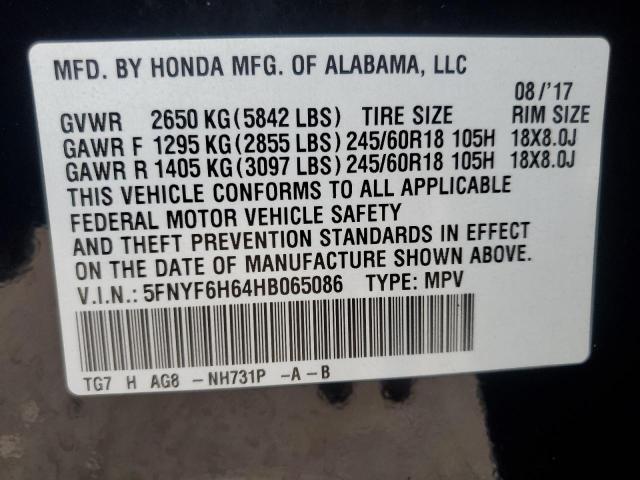 MFD. BY HONDA MFG. OF ALABAMA, LLC
08/'17
GVWR 2650 KG(5842 LBS) TIRE SIZE RIM SIZE
GAWR F 1295 KG(2855 LBS)245/60R18 105H 18X8.0J
GAWR R 1405 KG(3097 LBS)245/60R18 105H 18X8.0J
THIS VEHICLE CONFORMS TO ALL APPLICABLE
FEDERAL MOTOR VEHICLE SAFETY
AND THEFT PREVENTION STANDARDS IN EFFECT
ON THE DATE OF MANUFACTURE SHOWN ABOVE.
V.I.N.: 5FNYF6H64HB065086 TYPE: MPV
TG7 H AG8 -NH731P -A-B